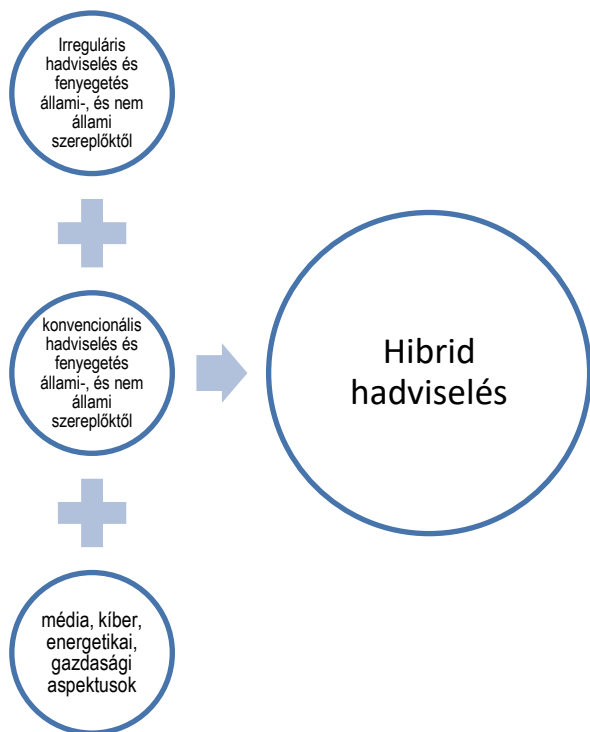 Irreguláris
hadviselés és
fenyegetés
állami-, és nem
állami
szereplőktől
konvencionális
hadviselés és
fenyegetés
állami-, és nem
állami
szereplőktől
Hibrid
hadviselés
média, kíber,
energetikai,
gazdasági
aspektusok